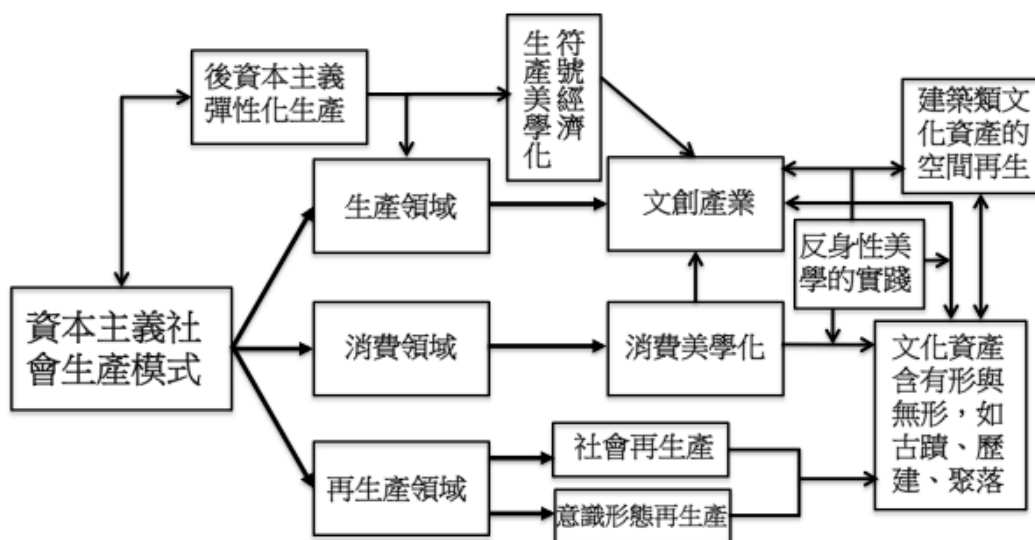 後資本主義
彈性化生產
符號經濟
生產美學化
建築類文
化資產的
空間再生
生產領域
文創產業
反身性美
學的實踐
資本主義社
會生產模式
消費領域
消費美學化
文化資產
含有形與
無形，如
古蹟、歷
建、聚落
再生產領域
社會再生產
意識形態再生產